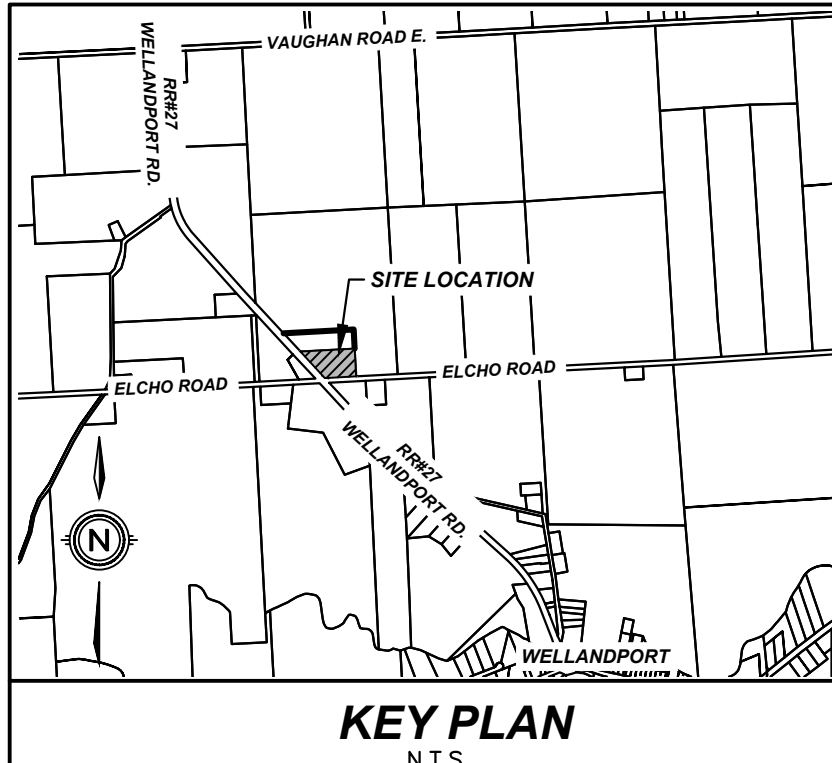 VAUGHAN ROAD E.
RR#27
WELLANDPORT RD.
SITE LOCATION
ELCHO ROAD
ELCHO ROAD
RR#27
WELLANDPORT RD.
N
WELLANDPORT
KEY PLAN
N.T.S.